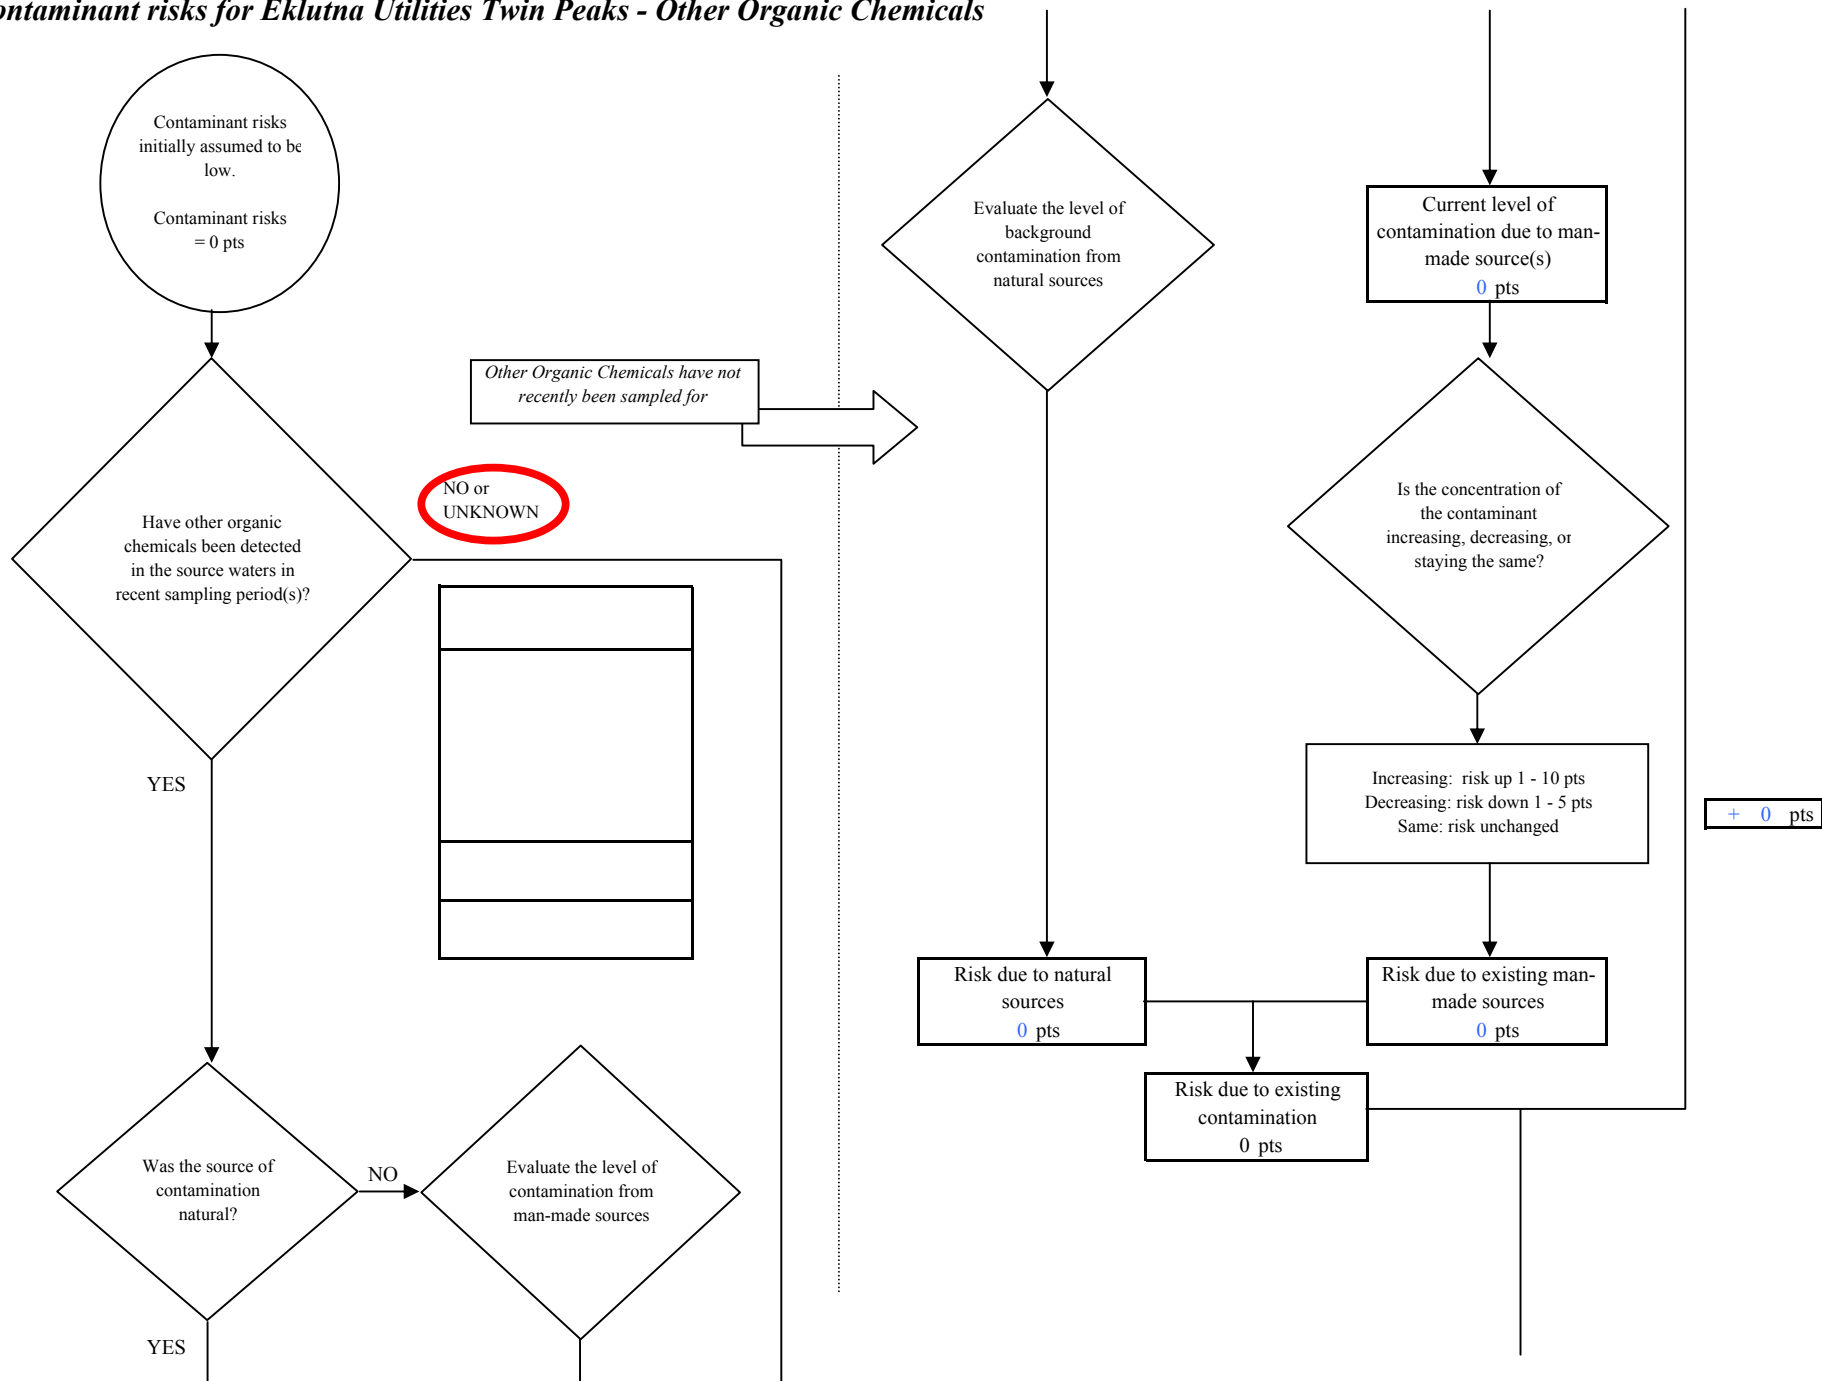 ontaminant risks for Eklutna Utilities Twin Peaks - Other Organic Chemicals
Contaminant risks
initially assumed to be
low.
Contaminant risks
= 0 pts
Other Organic Chemicals have not
recently been sampled for
NO or
UNKNOWN
Have other organic
chemicals been detected
in the source waters in
recent sampling period(s)?
YES
Was the source of
contamination
natural?
NO
Evaluate the level of
contamination from
man-made sources
YES
Evaluate the level of
background
contamination from
natural sources
Current level of
contamination due to man-
made source(s)
0 pts
Is the concentration of
the contaminant
increasing, decreasing, or
staying the same?
Increasing: risk up 1 - 10 pts
Decreasing: risk down 1 - 5 pts
Same: risk unchanged
+ 0 pts
Risk due to natural
sources
0 pts
Risk due to existing man-
made sources
0 pts
Risk due to existing
contamination
0 pts